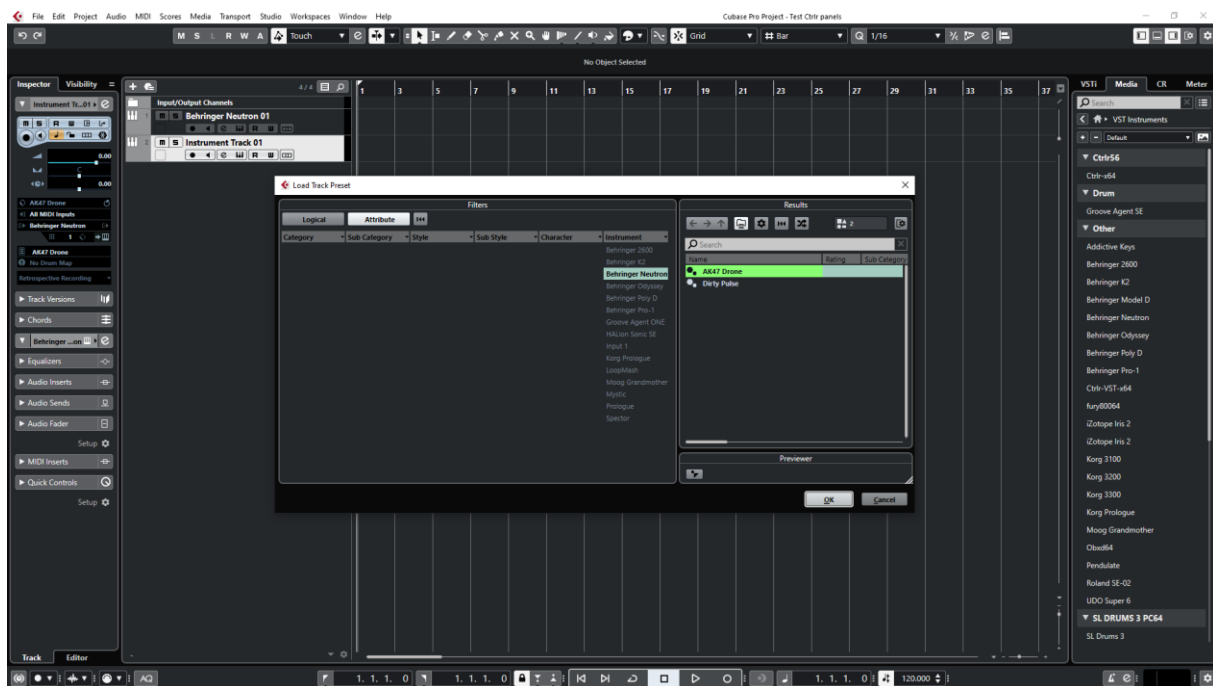 File Edit Project Audio MIDI Scores Media Transport Studio Workspaces Window Help
Cubase Pro Project - Test Ctrlr panels
M S L R W A Touch Grid Bar Q 1/16
No Object Selected
Inspector Visibility
Instrument Tr...01
0.00
C
0.00
AK47 Drone
All MIDI Inputs
Behringer Neutron
1
AK47 Drone
No Drum Map
Retrospective Recording
Track Versions
Chords
Behringer ...on
Equalizers
Audio Inserts
Audio Sends
Audio Fader
Setup
MIDI Inserts
Quick Controls
Setup
Track Editor
4/4
Input/Output Channels
1 m S Behringer Neutron 01
2 m S Instrument Track 01
1 3 5 7 9 11 13 15 17 19 21 23 25 27 29 31 33 35 37
Load Track Preset
Filters
Logical Attribute
Category Sub Category Style Sub Style Character Instrument
Behringer 2600
Behringer K2
Behringer Neutron
Behringer Odyssey
Behringer Poly D
Behringer Pro-1
Groove Agent ONE
HALion Sonic SE
Input 1
Korg Prologue
LoopMash
Moog Grandmother
Mystic
Prologue
Spector
Results
2
Search
Name Rating Sub Category
AK47 Drone
Dirty Pulse
Previewer
OK Cancel
VSTi Media CR Meter
Search
VST Instruments
Default
Ctrlr56
Ctrlr-x64
Drum
Groove Agent SE
Other
Addictive Keys
Behringer 2600
Behringer K2
Behringer Model D
Behringer Neutron
Behringer Odyssey
Behringer Poly D
Behringer Pro-1
Ctrlr-VST-x64
fury80064
iZotope Iris 2
iZotope Iris 2
Korg 3100
Korg 3200
Korg 3300
Korg Prologue
Moog Grandmother
Obxd64
Pendulate
Roland SE-02
UDO Super 6
SL DRUMS 3 PC64
SL Drums 3
AQ 1. 1. 1. 0 1. 1. 1. 0 1. 1. 1. 0 120.000